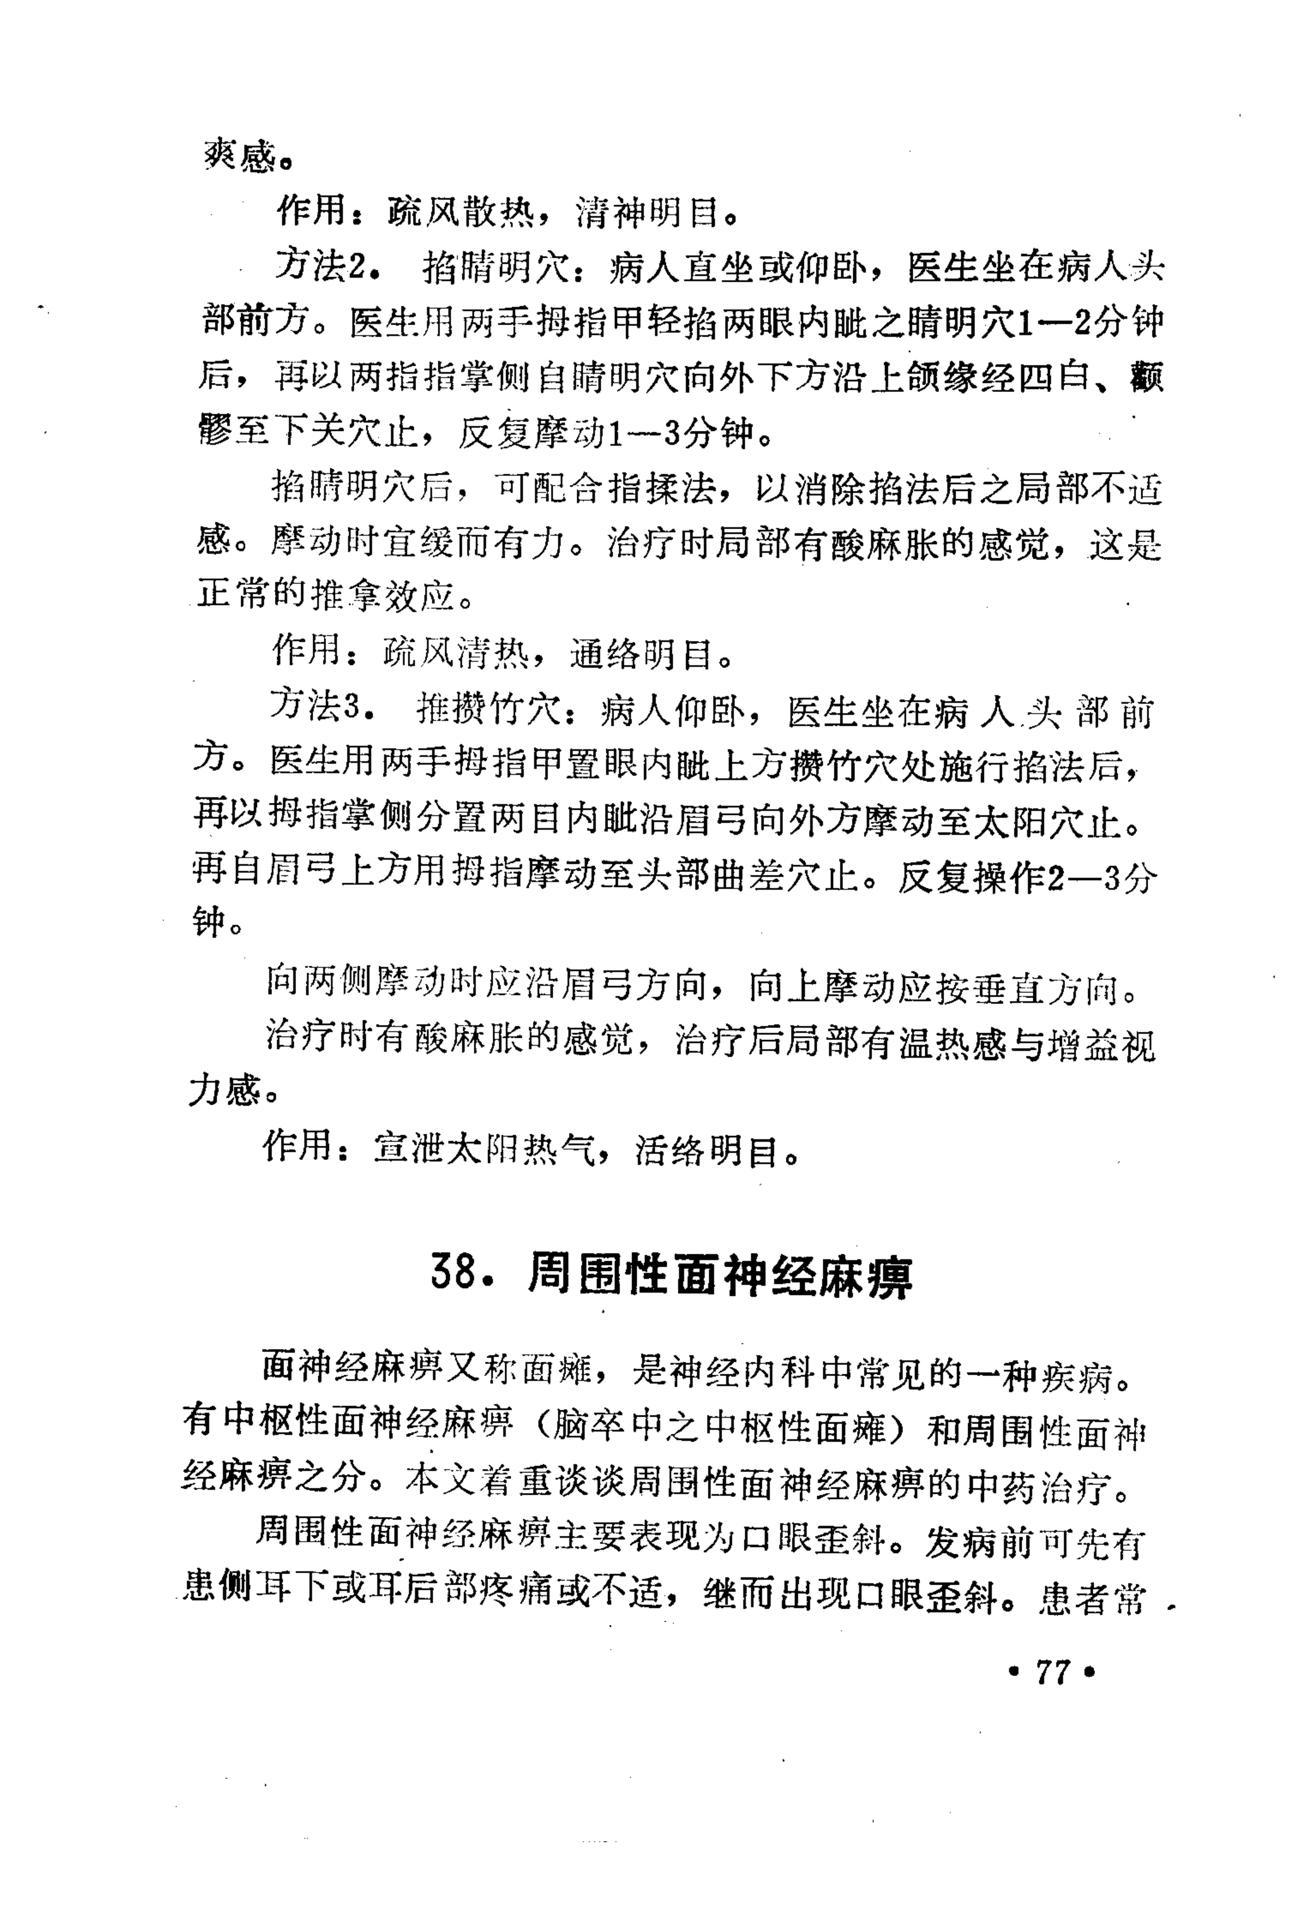 爽感。
作用：疏风散热，清神明目。
方法2． 掐睛明穴：病人直坐或仰卧，医生坐在病人头
部前方。医生用两手拇指甲轻掐两眼内眦之睛明穴1—2分钟
后，再以两指指掌侧自睛明穴向外下方沿上颌缘经四白、颧
髎至下关穴止，反复摩动1—3分钟。
掐睛明穴后，可配合指揉法，以消除掐法后之局部不适
感。摩动时宜缓而有力。治疗时局部有酸麻胀的感觉，这是
正常的推拿效应。
作用：疏风清热，通络明目。
方法3． 推攒竹穴：病人仰卧，医生坐在病人头部前
方。医生用两手拇指甲置眼内眦上方攒竹穴处施行掐法后，
再以拇指掌侧分置两目内眦沿眉弓向外方摩动至太阳穴止。
再自眉弓上方用拇指摩动至头部曲差穴止。反复操作2—3分
钟。
向两侧摩动时应沿眉弓方向，向上摩动应按垂直方向。
治疗时有酸麻胀的感觉，治疗后局部有温热感与增益视
力感。
作用：宣泄太阳热气，活络明目。
38．周围性面神经麻痹
面神经麻痹又称面瘫，是神经内科中常见的一种疾病。
有中枢性面神经麻痹（脑卒中之中枢性面瘫）和周围性面神
经麻痹之分。本文着重谈谈周围性面神经麻痹的中药治疗。
周围性面神经麻痹主要表现为口眼歪斜。发病前可先有
患侧耳下或耳后部疼痛或不适，继而出现口眼歪斜。患者常
• 77 •